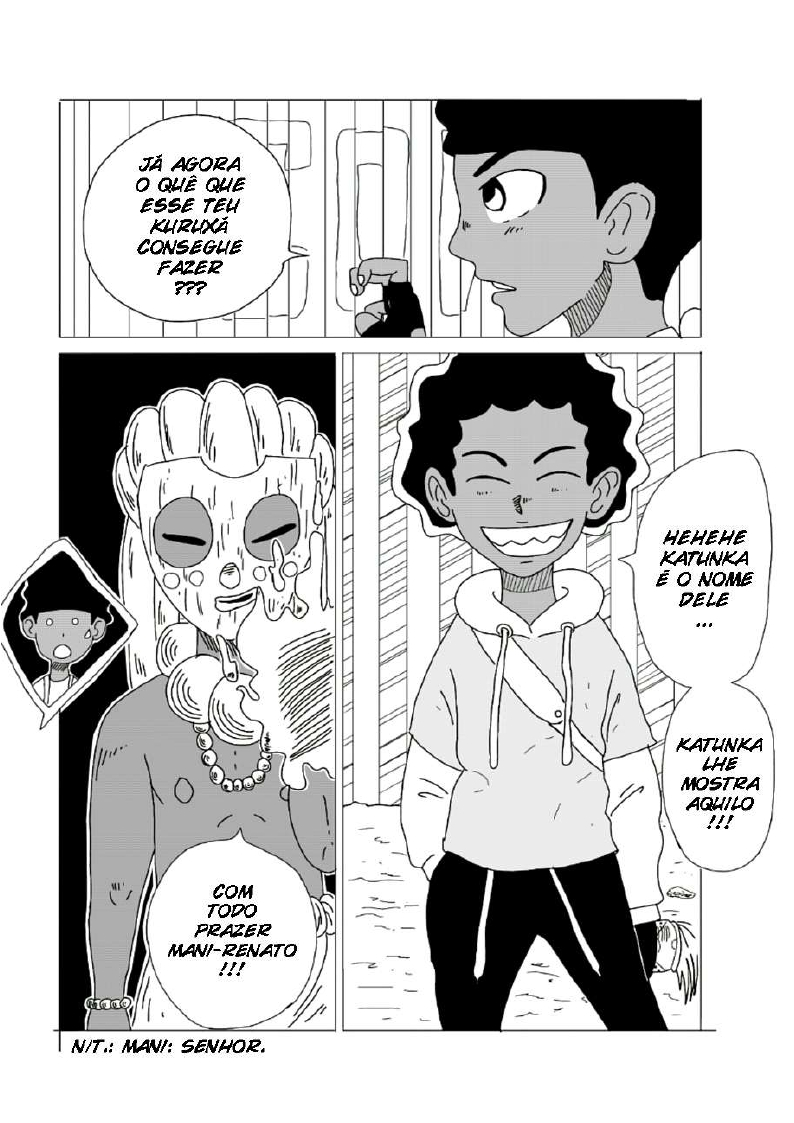 JÁ AGORA
O QUÊ QUE
ESSE TEU
KURUXÁ
CONSEGUE
FAZER
???
HEHEHE
KATUNKA
É O NOME
DELE
...
KATUNKA
LHE
MOSTRA
AQUILO
!!!
COM
TODO
PRAZER
MANI-RENATO
!!!
N/T.: MANI: SENHOR.